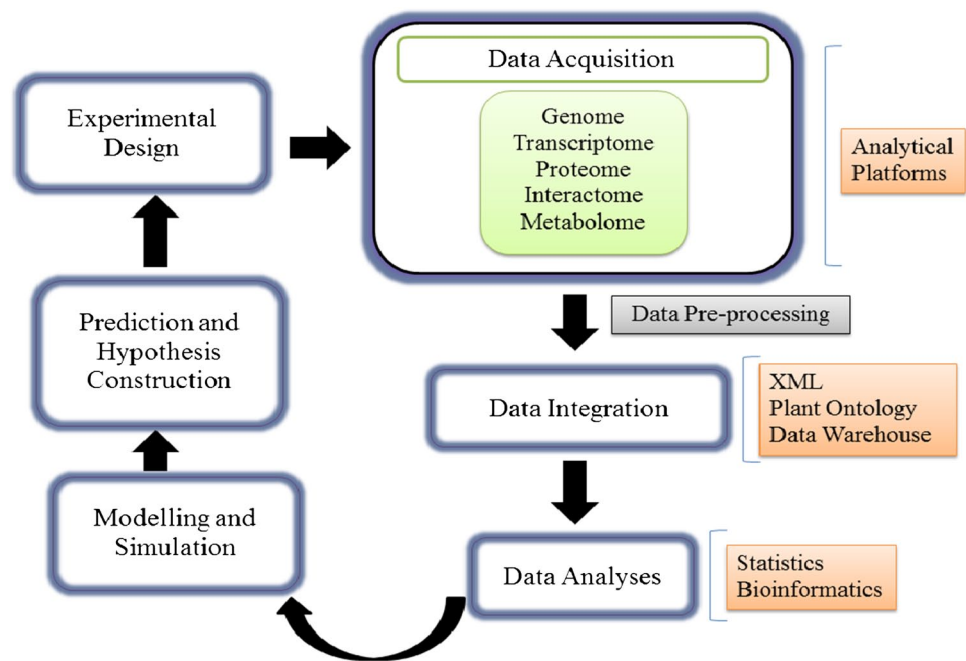 Experimental
Design
Data Acquisition
Genome
Transcriptome
Proteome
Interactome
Metabolome
Analytical
Platforms
Data Pre-processing
Data Integration
XML
Plant Ontology
Data Warehouse
Data Analyses
Statistics
Bioinformatics
Modelling and
Simulation
Prediction and
Hypothesis
Construction